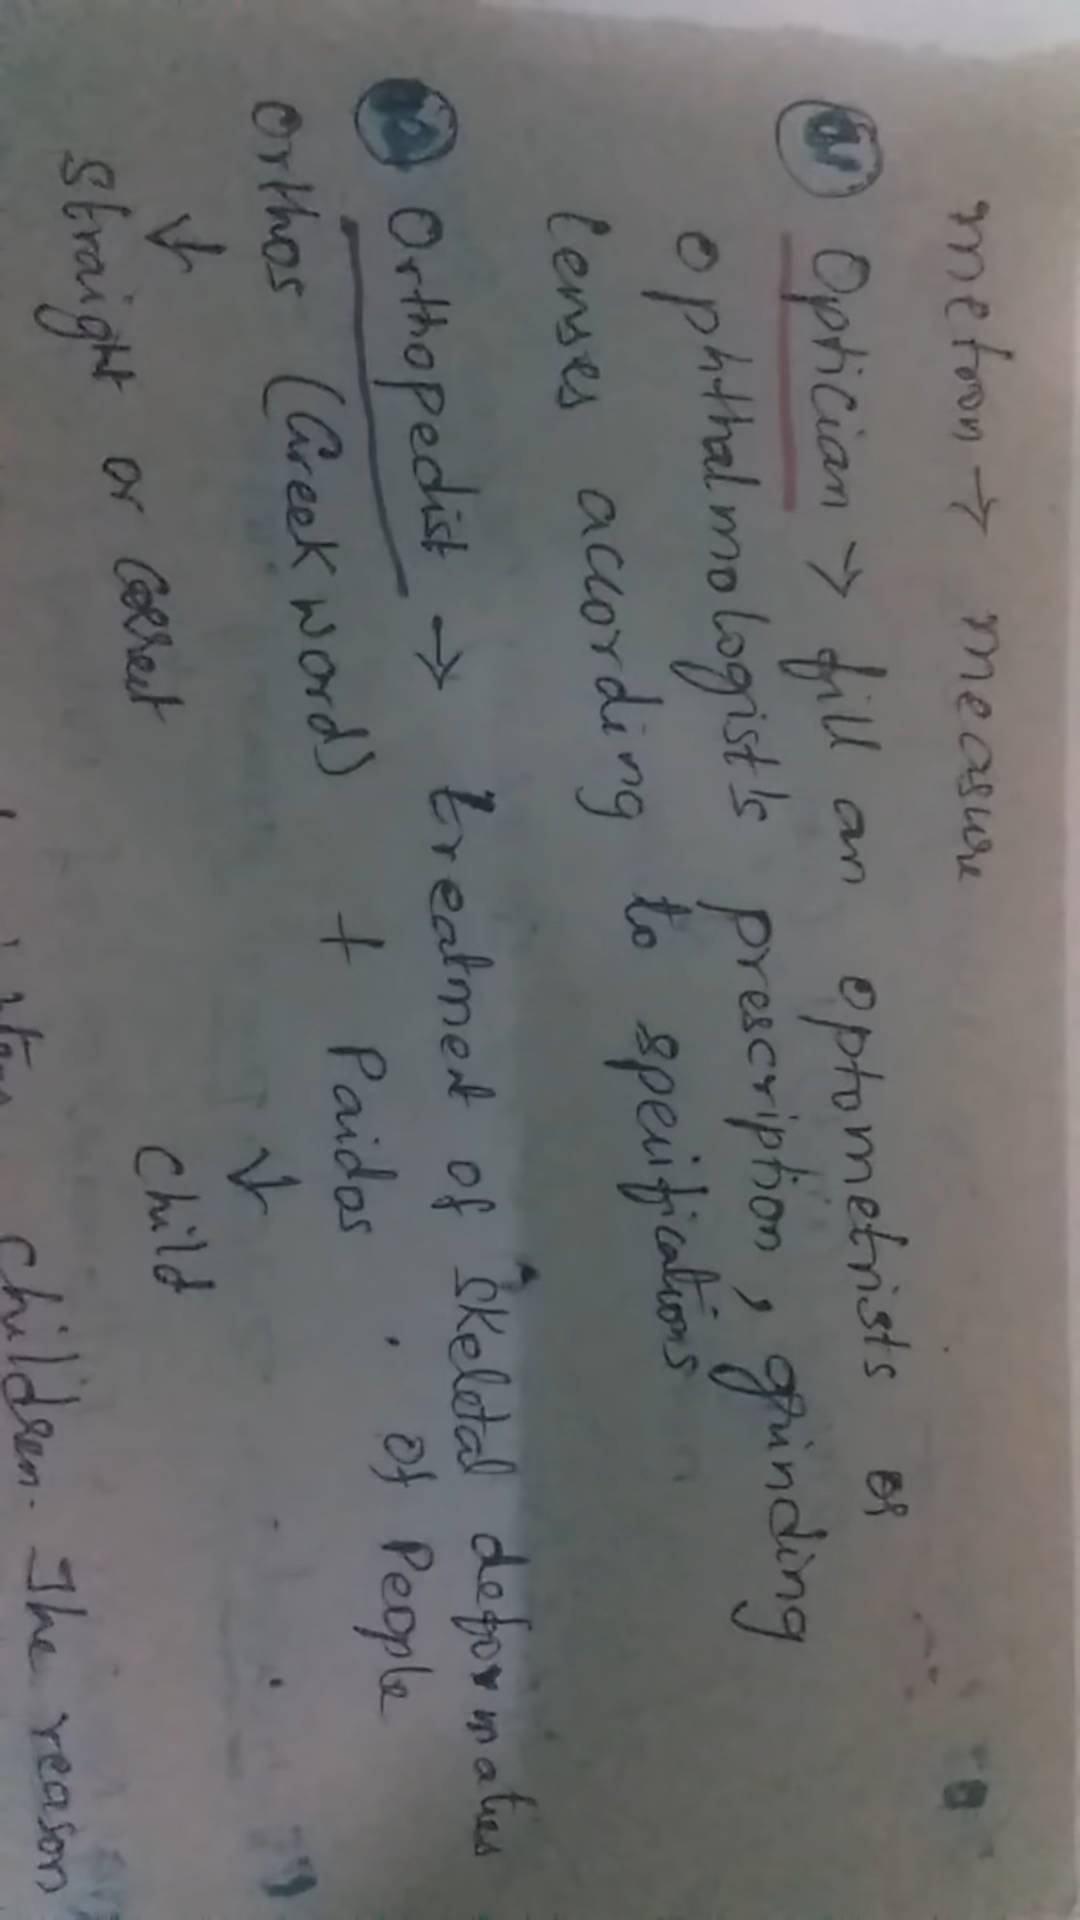 metron → measure
Optician → fill an optometrists or
ophthalmologist's prescription, grinding
lenses according to specifications
Orthopedist → treatment of skeletal deformaties
of People
Orthos (Greek word) + Paidos
↓ ↓
straight or child
children. The reason